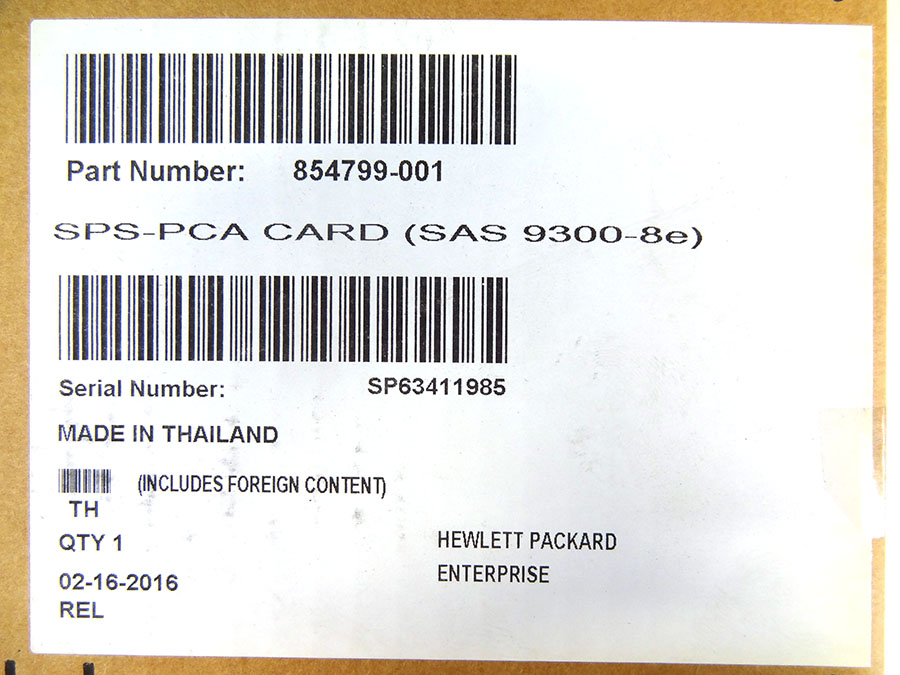 Part Number: 854799-001
SPS-PCA CARD (SAS 9300-8e)
Serial Number: SP63411985
MADE IN THAILAND
(INCLUDES FOREIGN CONTENT)
TH
QTY 1
HEWLETT PACKARD
ENTERPRISE
02-16-2016
REL